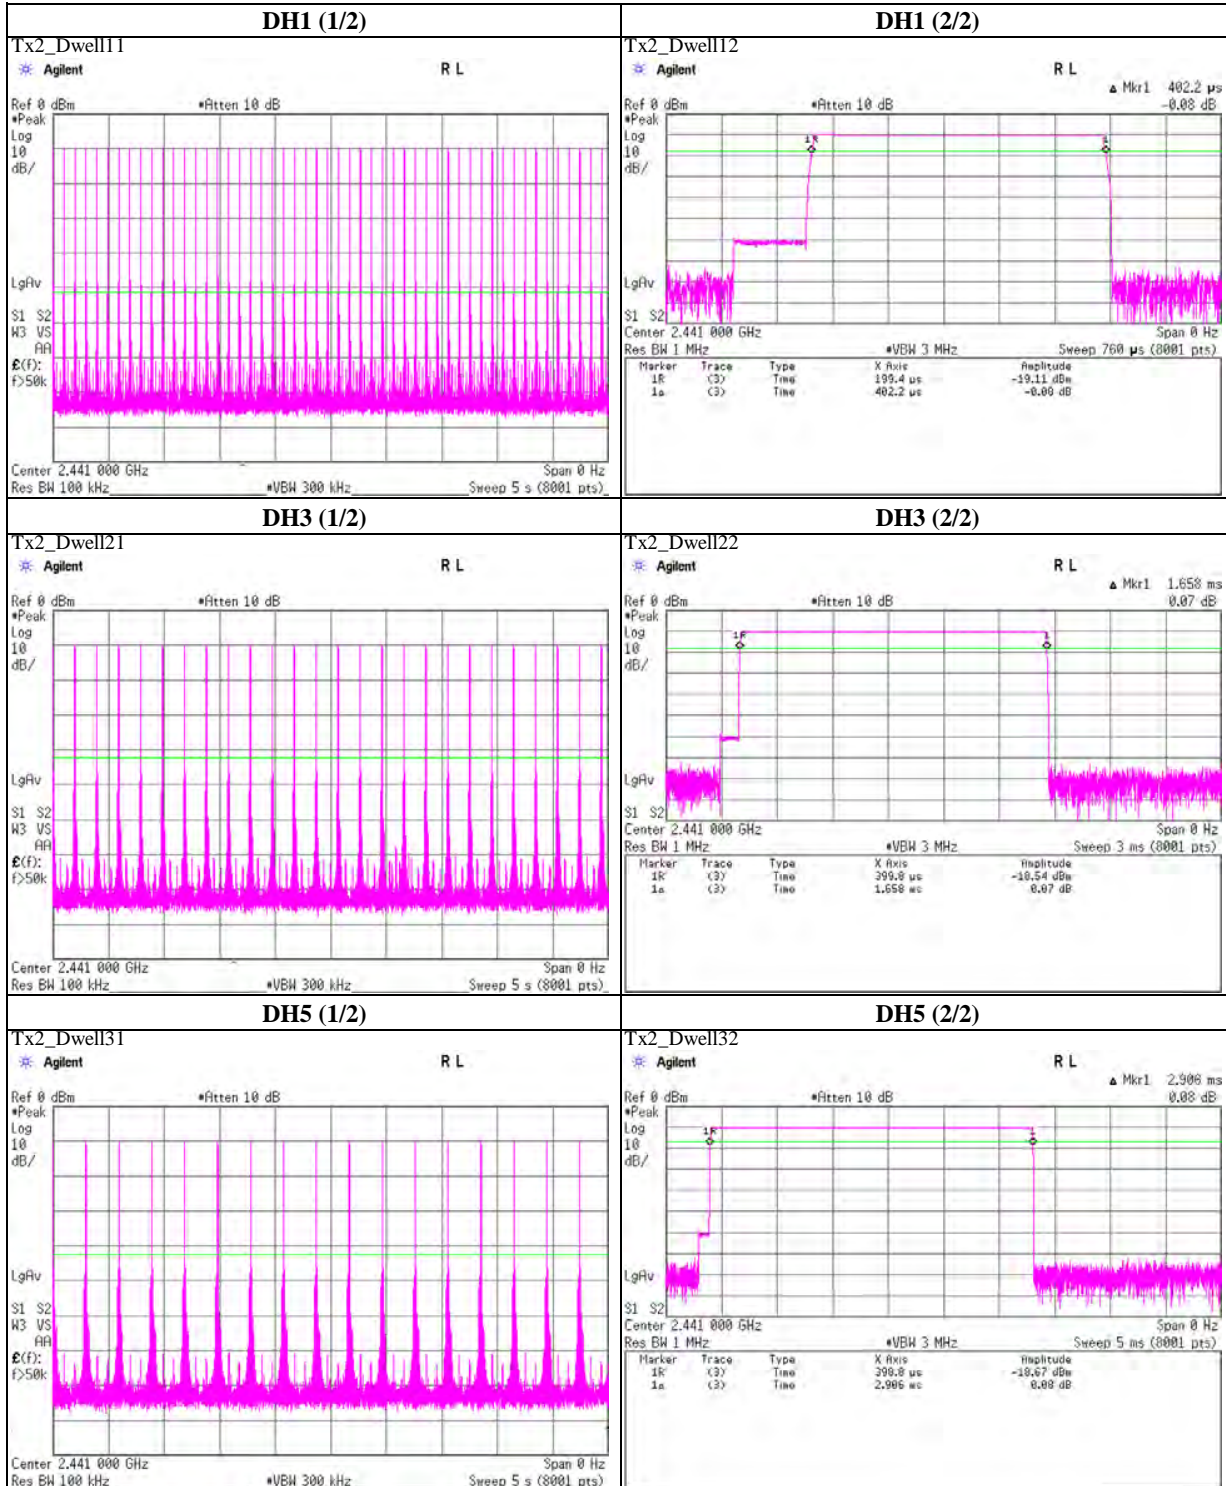 DH1 (1/2)
DH1 (2/2)
Tx2_Dwell11
Agilent
R L
Ref 0 dBm
#Atten 10 dB
#Peak
Log
10
dB/
LgAv
S1 S2
W3 VS
AA
£(f):
f>50k
Center 2.441 000 GHz
Span 0 Hz
Res BW 100 kHz
#VBW 300 kHz
Sweep 5 s (8001 pts)
Tx2_Dwell12
Agilent
R L
Δ Mkr1 402.2 µs
Ref 0 dBm
#Atten 10 dB
-0.08 dB
#Peak
Log
10
dB/
1R
1
LgAv
S1 S2
Center 2.441 000 GHz
Span 0 Hz
Res BW 1 MHz
#VBW 3 MHz
Sweep 760 µs (8001 pts)
Marker Trace Type X Axis Amplitude
1R (3) Time 199.4 µs -19.11 dBm
1Δ (3) Time 402.2 µs -0.08 dB
DH3 (1/2)
DH3 (2/2)
Tx2_Dwell21
Agilent
R L
Ref 0 dBm
#Atten 10 dB
#Peak
Log
10
dB/
LgAv
S1 S2
W3 VS
AA
£(f):
f>50k
Center 2.441 000 GHz
Span 0 Hz
Res BW 100 kHz
#VBW 300 kHz
Sweep 5 s (8001 pts)
Tx2_Dwell22
Agilent
R L
Δ Mkr1 1.658 ms
Ref 0 dBm
#Atten 10 dB
0.07 dB
#Peak
Log
10
dB/
1R
1
LgAv
S1 S2
Center 2.441 000 GHz
Span 0 Hz
Res BW 1 MHz
#VBW 3 MHz
Sweep 3 ms (8001 pts)
Marker Trace Type X Axis Amplitude
1R (3) Time 399.8 µs -18.54 dBm
1Δ (3) Time 1.658 ms 0.07 dB
DH5 (1/2)
DH5 (2/2)
Tx2_Dwell31
Agilent
R L
Ref 0 dBm
#Atten 10 dB
#Peak
Log
10
dB/
LgAv
S1 S2
W3 VS
AA
£(f):
f>50k
Center 2.441 000 GHz
Span 0 Hz
Res BW 100 kHz
#VBW 300 kHz
Sweep 5 s (8001 pts)
Tx2_Dwell32
Agilent
R L
Δ Mkr1 2.906 ms
Ref 0 dBm
#Atten 10 dB
0.08 dB
#Peak
Log
10
dB/
1R
1
LgAv
S1 S2
Center 2.441 000 GHz
Span 0 Hz
Res BW 1 MHz
#VBW 3 MHz
Sweep 5 ms (8001 pts)
Marker Trace Type X Axis Amplitude
1R (3) Time 398.8 µs -18.67 dBm
1Δ (3) Time 2.906 ms 0.08 dB